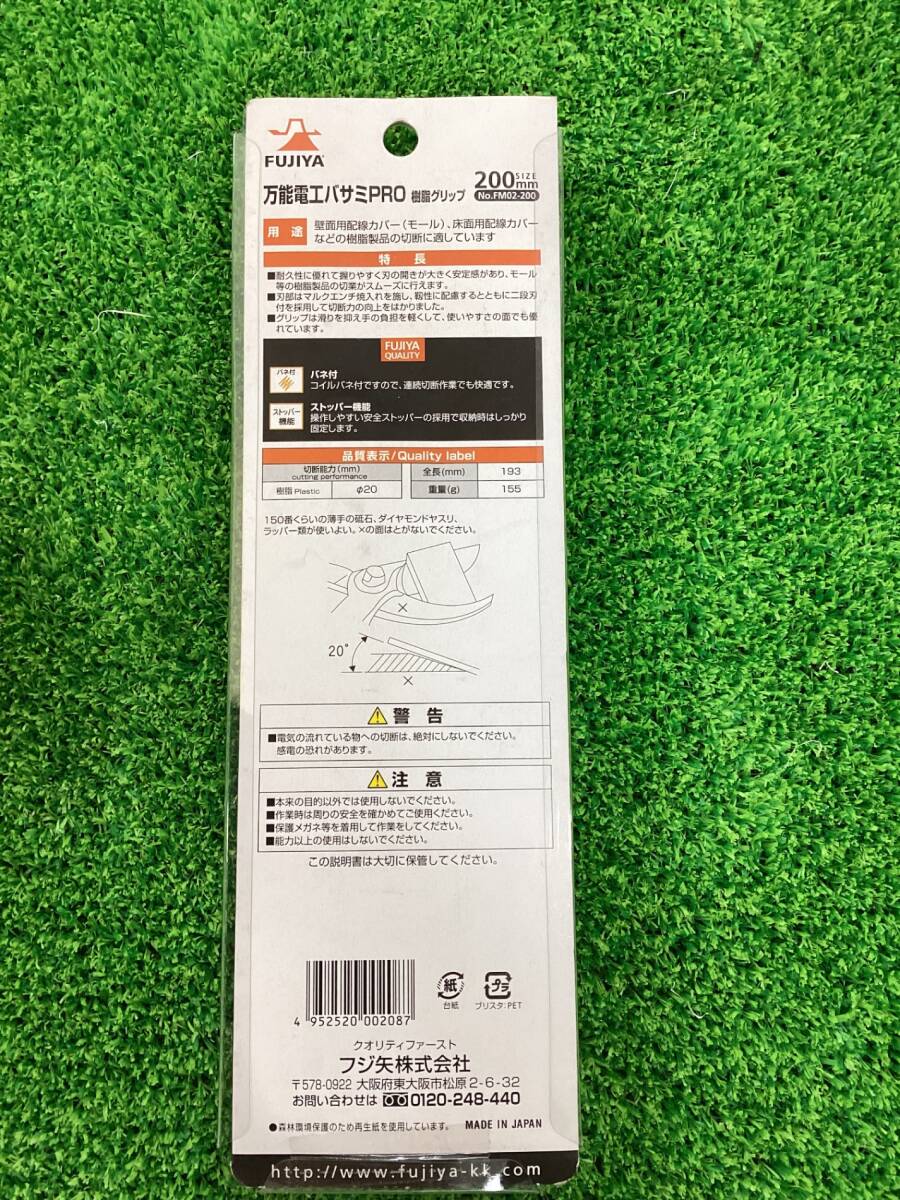 FUJIYA
万能電工バサミPRO 樹脂グリップ 200mm SIZE
No.FM02-200
用途 壁面用配線カバー(モール)、床面用配線カバー
などの樹脂製品の切断に適しています
特長
■耐久性に優れて握りやすく刃の開きが大きく安定感があり、モール
等の樹脂製品の切業がスムーズに行えます。
■刃部はマルクエンチ焼入れを施し、靱性に配慮するとともに二段刃
付を採用して切断力の向上をはかりました。
■グリップは滑りを抑え手の負担を軽くして、使いやすさの面でも優
れています。
FUJIYA
QUALITY
バネ付 バネ付
コイルバネ付ですので、連続切断作業でも快適です。
ストッパー機能 ストッパー機能
操作しやすい安全ストッパーの採用で収納時はしっかり
固定します。
品質表示/Quality label
切断能力(mm)
cutting performance
樹脂 Plastic φ20
全長(mm) 193
重量(g) 155
150番くらいの薄手の砥石、ダイヤモンドヤスリ、
ラッパー類が使いよい。×の面はとがないでください。
×
20°
×
警告
■電気の流れている物への切断は、絶対にしないでください。
感電の恐れがあります。
注意
■本来の目的以外では使用しないでください。
■作業時は周りの安全を確かめてご使用ください。
■保護メガネ等を着用して作業をしてください。
■能力以上の使用はしないでください。
この説明書は大切に保管してください。
4 952520 002087
紙 プラ
台紙 ブリスタ:PET
クオリティファースト
フジ矢株式会社
〒578-0922 大阪府東大阪市松原2-6-32
お問い合わせは 0120-248-440
●森林環境保護のため再生紙を使用しています。 MADE IN JAPAN
http://www.fujiya-kk.com